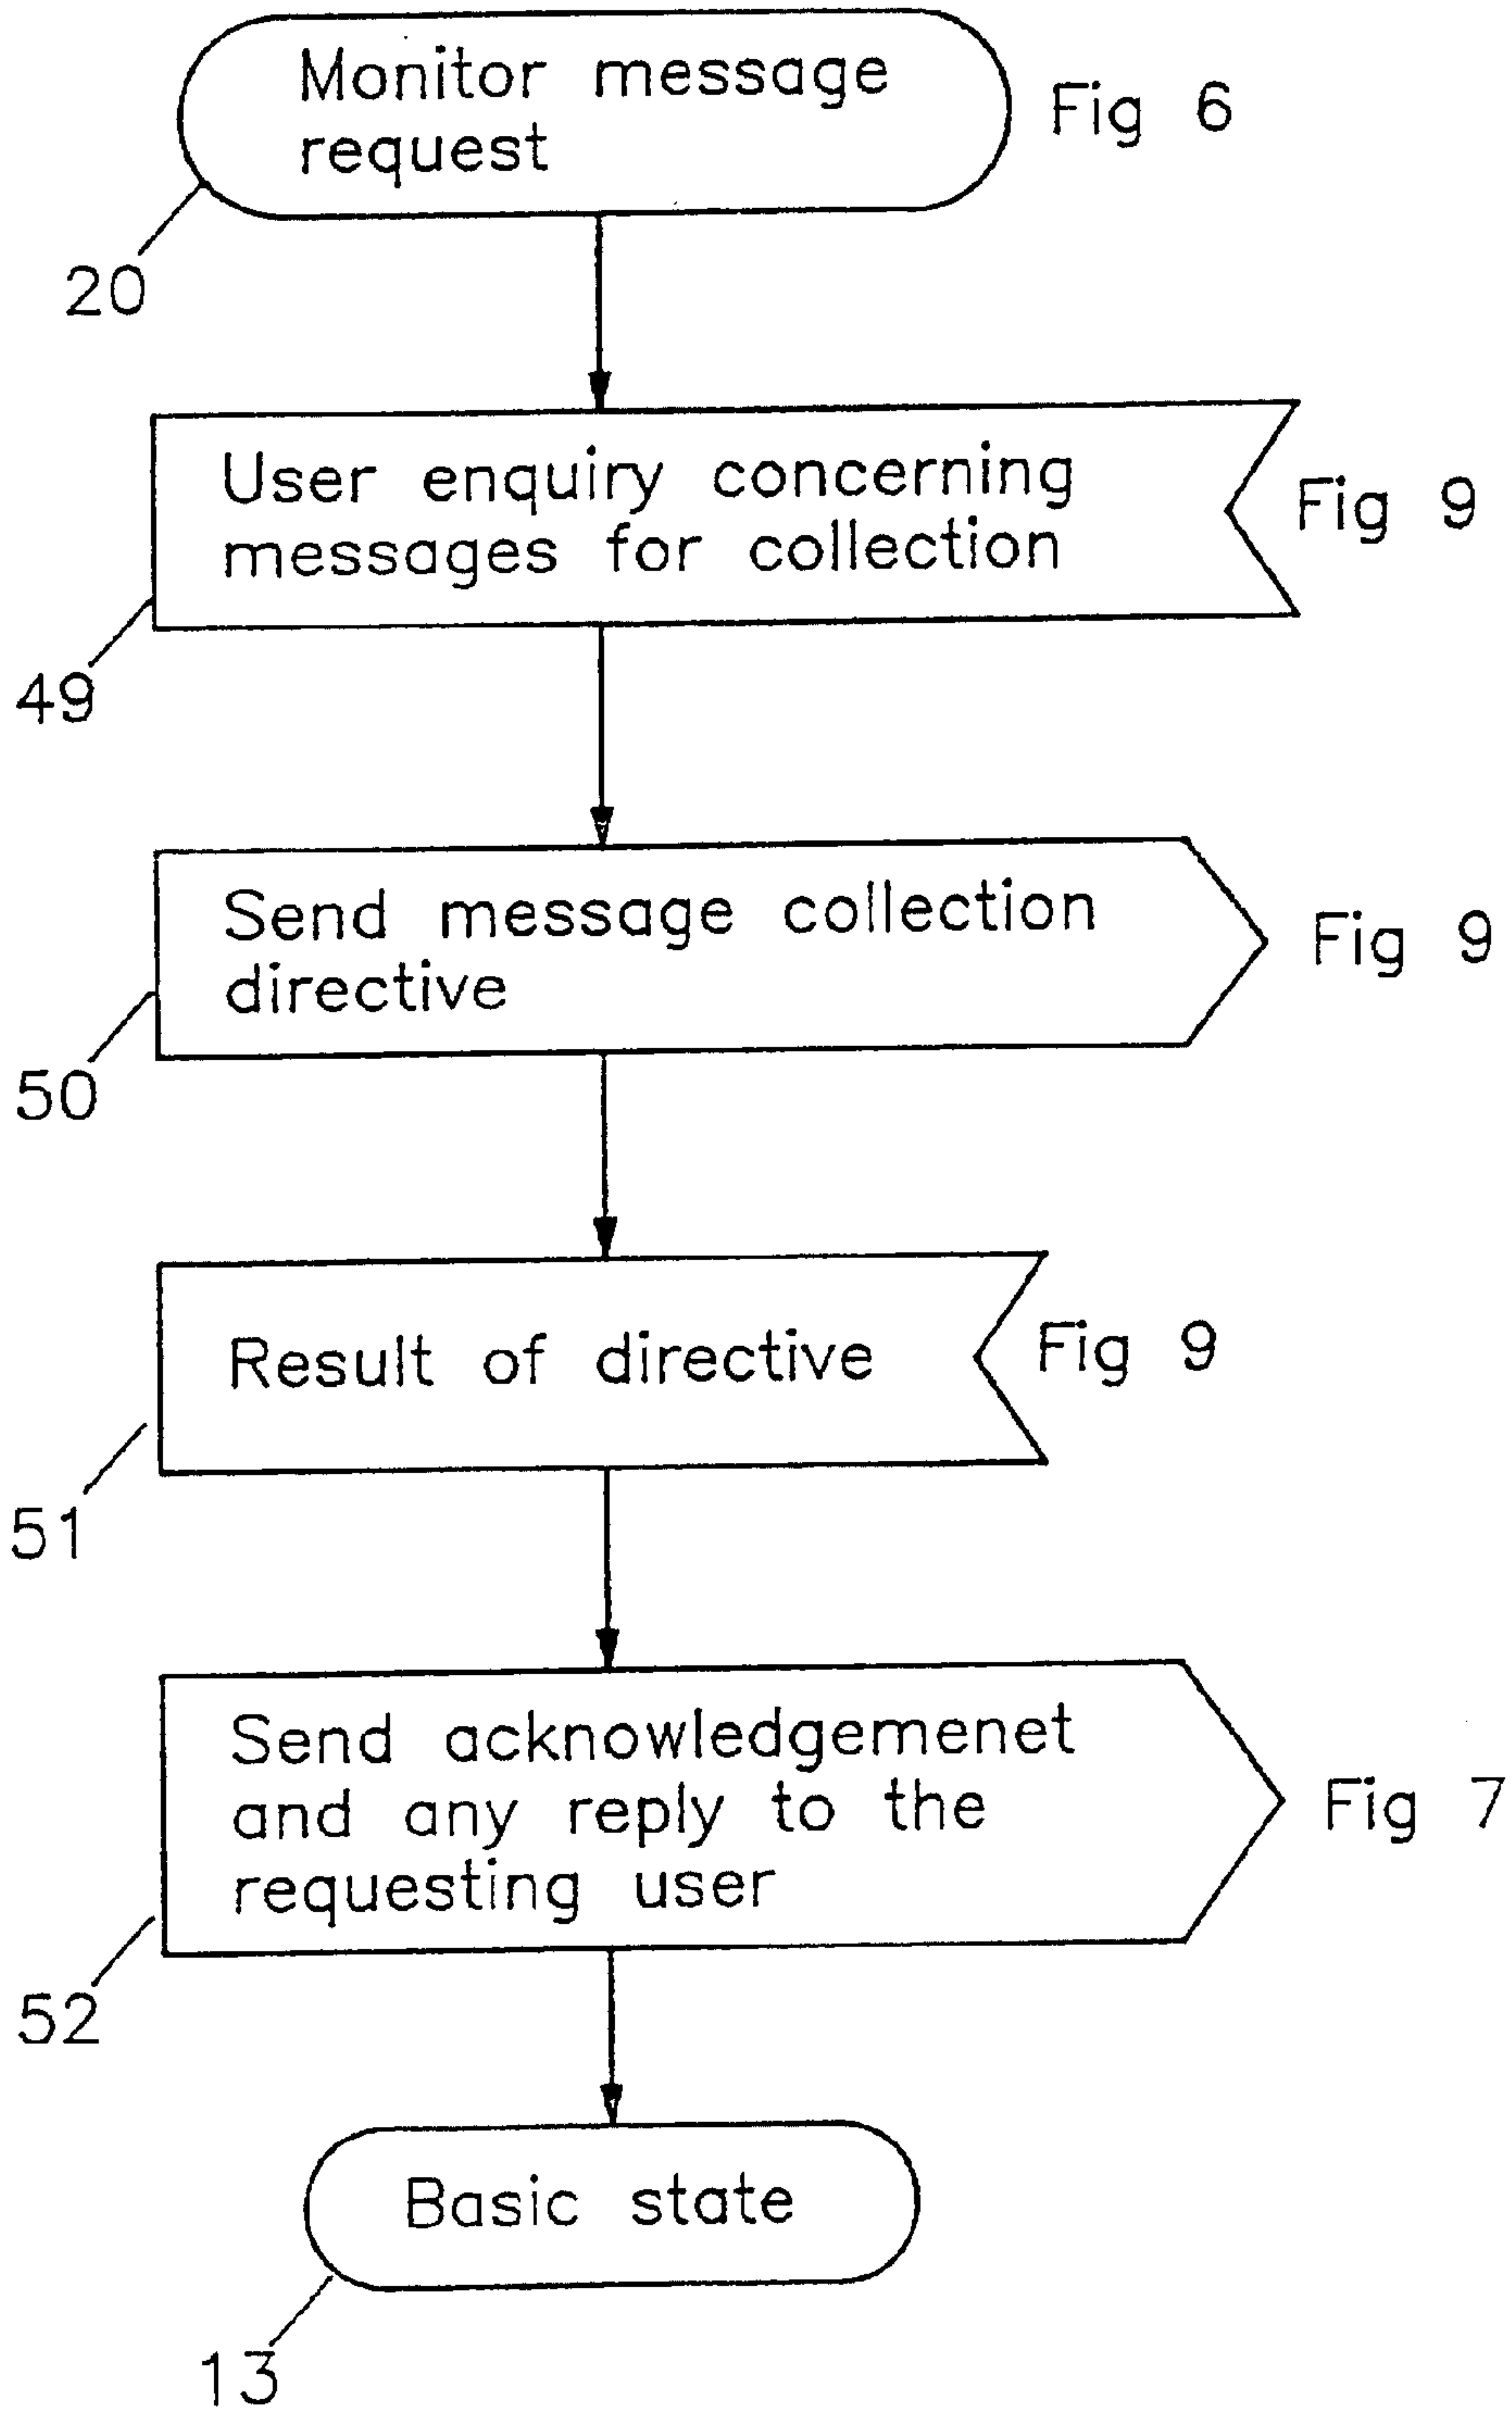 Monitor message
request
Fig 6
20
User enquiry concerning
messages for collection
Fig 9
49
Send message collection
directive
Fig 9
50
Result of directive
Fig 9
51
Send acknowledgemenet
and any reply to the
requesting user
Fig 7
52
Basic state
13